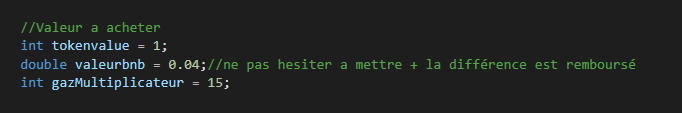 //Valeur a acheter
int tokenvalue = 1;
double valeurbnb = 0.04;//ne pas hesiter a mettre + la différence est remboursé
int gazMultiplicateur = 15;